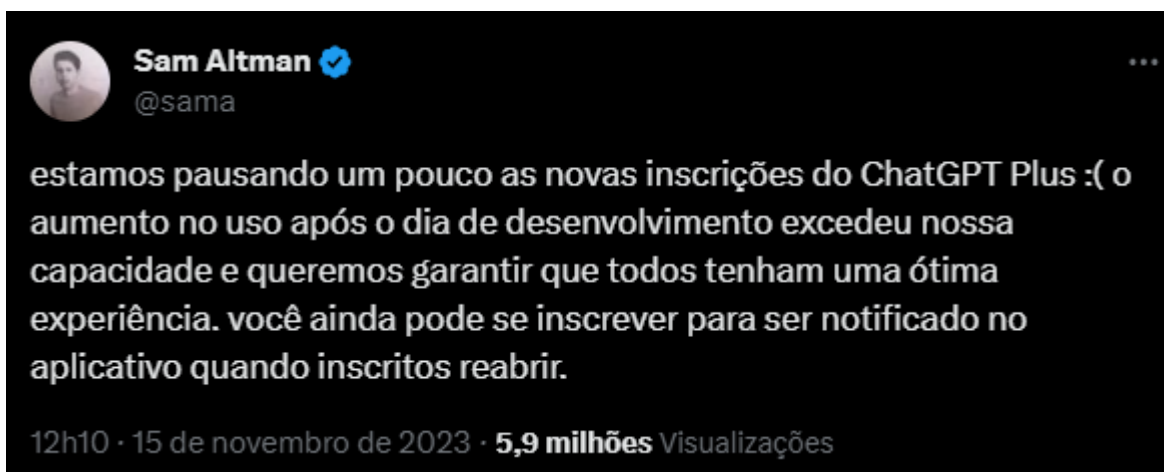 Sam Altman
@sama
estamos pausando um pouco as novas inscrições do ChatGPT Plus :( o
aumento no uso após o dia de desenvolvimento excedeu nossa
capacidade e queremos garantir que todos tenham uma ótima
experiência. você ainda pode se inscrever para ser notificado no
aplicativo quando inscritos reabrir.
12h10 · 15 de novembro de 2023 · 5,9 milhões Visualizações